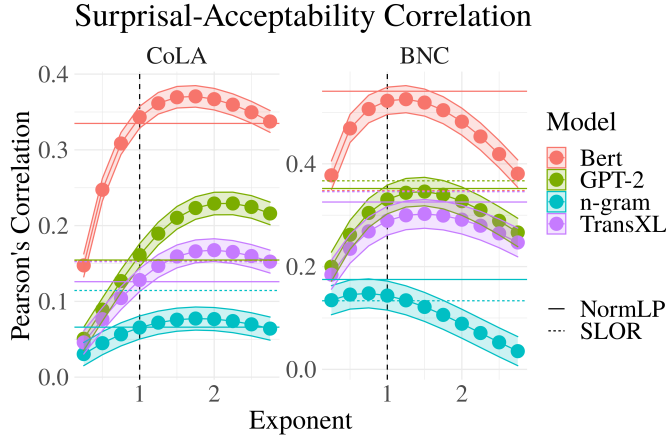 Surprisal-Acceptability Correlation
CoLA
BNC
Pearson's Correlation
0.4
0.3
0.2
0.1
0.0
0.4
0.2
0.0
1
2
1
2
Exponent
Model
Bert
GPT-2
n-gram
TransXL
NormLP
SLOR